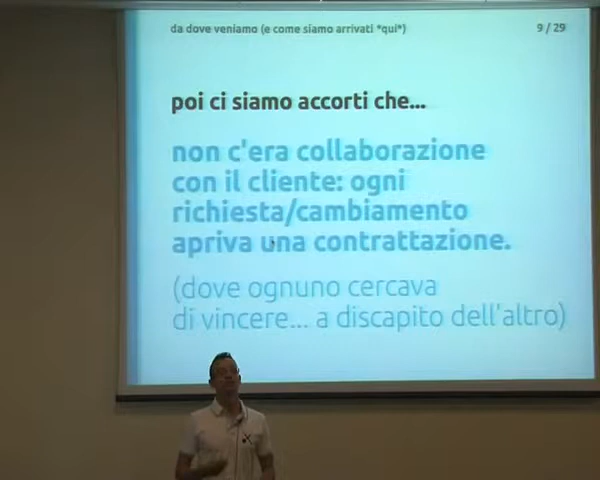 da dove veniamo (e come siamo arrivati *qui*)
9 / 29
poi ci siamo accorti che...
non c'era collaborazione
con il cliente: ogni
richiesta/cambiamento
apriva una contrattazione.
(dove ognuno cercava
di vincere... a discapito dell'altro)